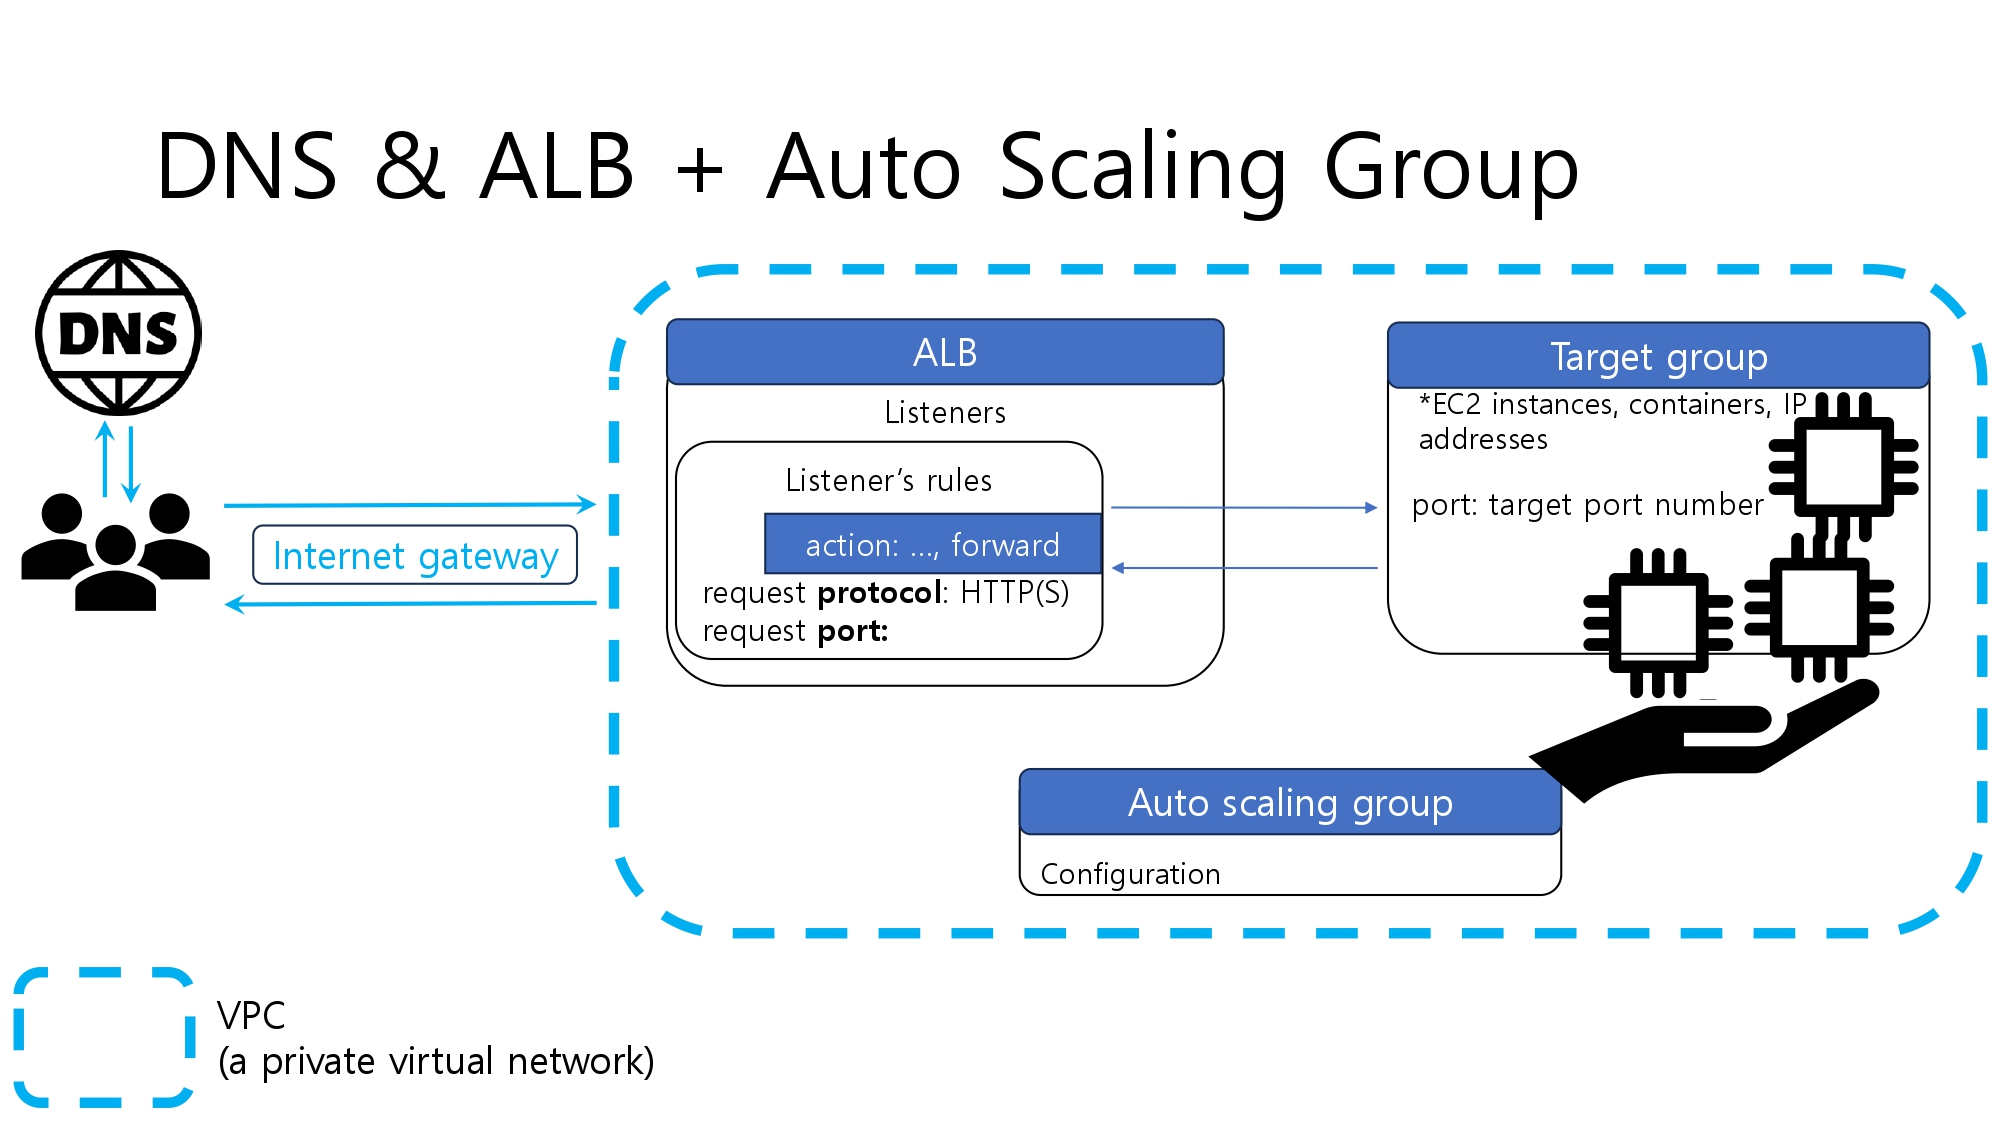 DNS & ALB + Auto Scaling Group
DNS
Internet gateway
ALB
Listeners
Listener’s rules
action: ..., forward
request protocol: HTTP(S)
request port:
Target group
*EC2 instances, containers, IP
addresses
port: target port number
Auto scaling group
Configuration
VPC
(a private virtual network)